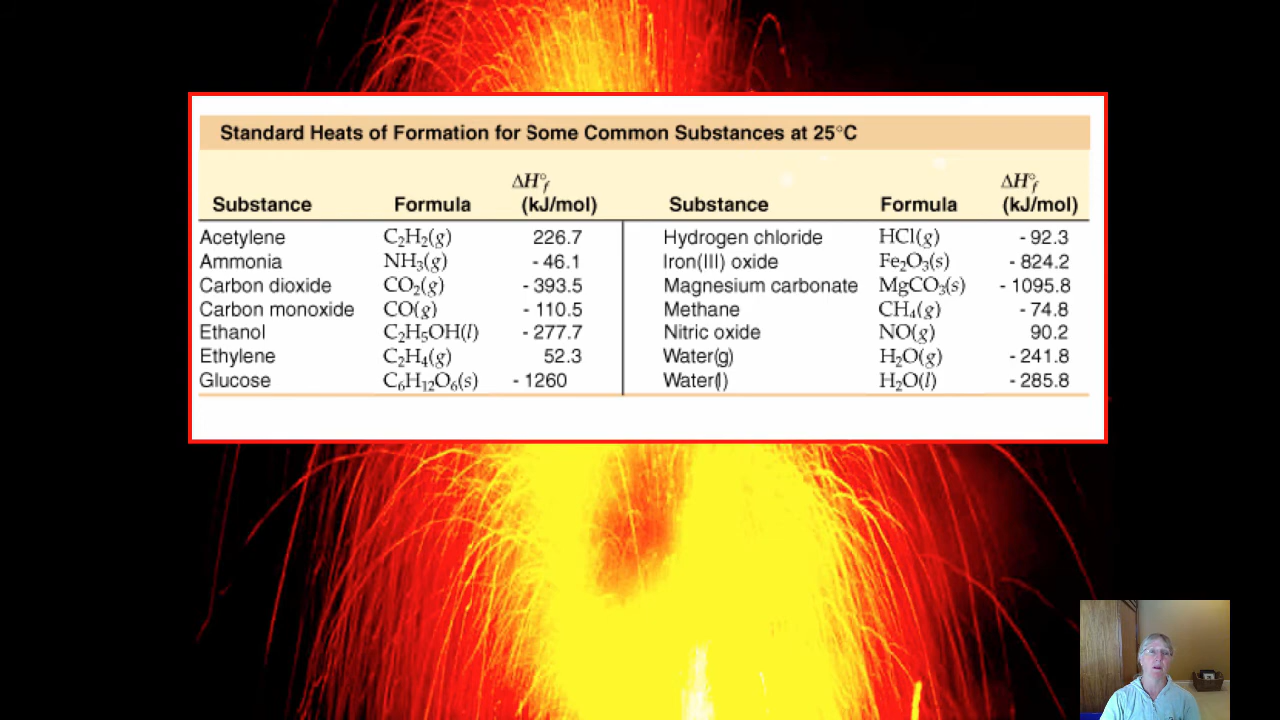 Standard Heats of Formation for Some Common Substances at 25°C
ΔH°f ΔH°f
Substance Formula (kJ/mol) Substance Formula (kJ/mol)
Acetylene C₂H₂(g) 226.7 Hydrogen chloride HCl(g) - 92.3
Ammonia NH₃(g) - 46.1 Iron(III) oxide Fe₂O₃(s) - 824.2
Carbon dioxide CO₂(g) - 393.5 Magnesium carbonate MgCO₃(s) - 1095.8
Carbon monoxide CO(g) - 110.5 Methane CH₄(g) - 74.8
Ethanol C₂H₅OH(l) - 277.7 Nitric oxide NO(g) 90.2
Ethylene C₂H₄(g) 52.3 Water(g) H₂O(g) - 241.8
Glucose C₆H₁₂O₆(s) - 1260 Water(l) H₂O(l) - 285.8